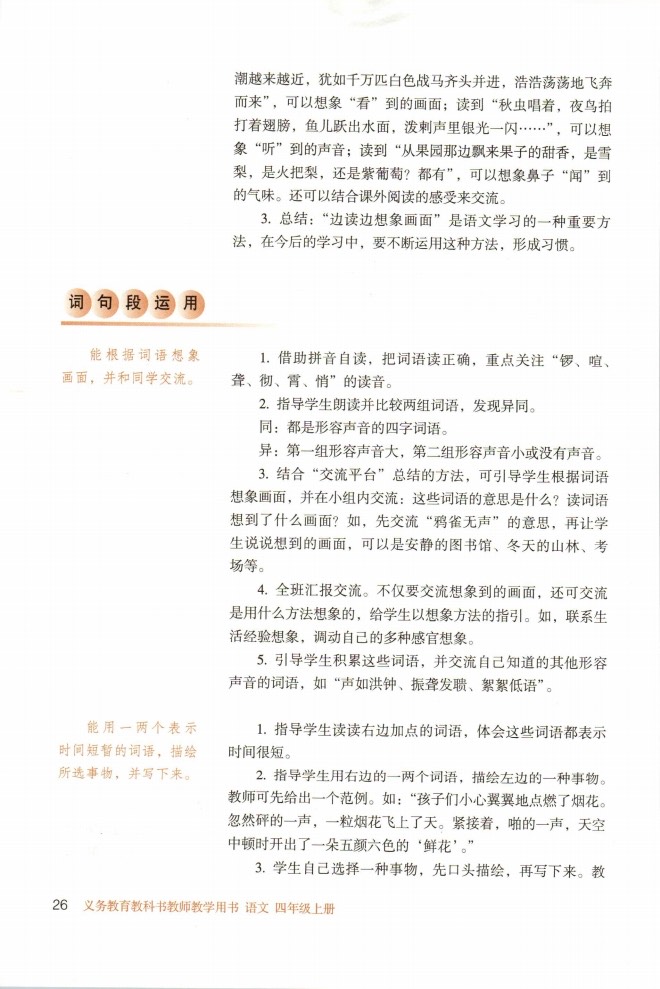 潮越来越近，犹如千万匹白色战马齐头并进，浩浩荡荡地飞奔
而来”，可以想象“看”到的画面；读到“秋虫唱着，夜鸟拍
打着翅膀，鱼儿跃出水面，泼剌声里银光一闪……”，可以想
象“听”到的声音；读到“从果园那边飘来果子的甜香，是雪
梨，是火把梨，还是紫葡萄？都有”，可以想象鼻子“闻”到
的气味。还可以结合课外阅读的感受来交流。
3. 总结：“边读边想象画面”是语文学习的一种重要方
法，在今后的学习中，要不断运用这种方法，形成习惯。
词句段运用
能根据词语想象
画面，并和同学交流。
1. 借助拼音自读，把词语读正确，重点关注“锣、喧、
聋、彻、霄、悄”的读音。
2. 指导学生朗读并比较两组词语，发现异同。
同：都是形容声音的四字词语。
异：第一组形容声音大，第二组形容声音小或没有声音。
3. 结合“交流平台”总结的方法，可引导学生根据词语
想象画面，并在小组内交流：这些词语的意思是什么？读词语
想到了什么画面？如，先交流“鸦雀无声”的意思，再让学
生说说想到的画面，可以是安静的图书馆、冬天的山林、考
场等。
4. 全班汇报交流。不仅要交流想象到的画面，还可交流
是用什么方法想象的，给学生以想象方法的指引。如，联系生
活经验想象，调动自己的多种感官想象。
5. 引导学生积累这些词语，并交流自己知道的其他形容
声音的词语，如“声如洪钟、振聋发聩、絮絮低语”。
能用一两个表示
时间短暂的词语，描绘
所选事物，并写下来。
1. 指导学生读读右边加点的词语，体会这些词语都表示
时间很短。
2. 指导学生用右边的一两个词语，描绘左边的一种事物。
教师可先给出一个范例。如：“孩子们小心翼翼地点燃了烟花。
忽然砰的一声，一粒烟花飞上了天。紧接着，啪的一声，天空
中顿时开出了一朵五颜六色的‘鲜花’。”
3. 学生自己选择一种事物，先口头描绘，再写下来。教
26 义务教育教科书教师教学用书 语文 四年级上册